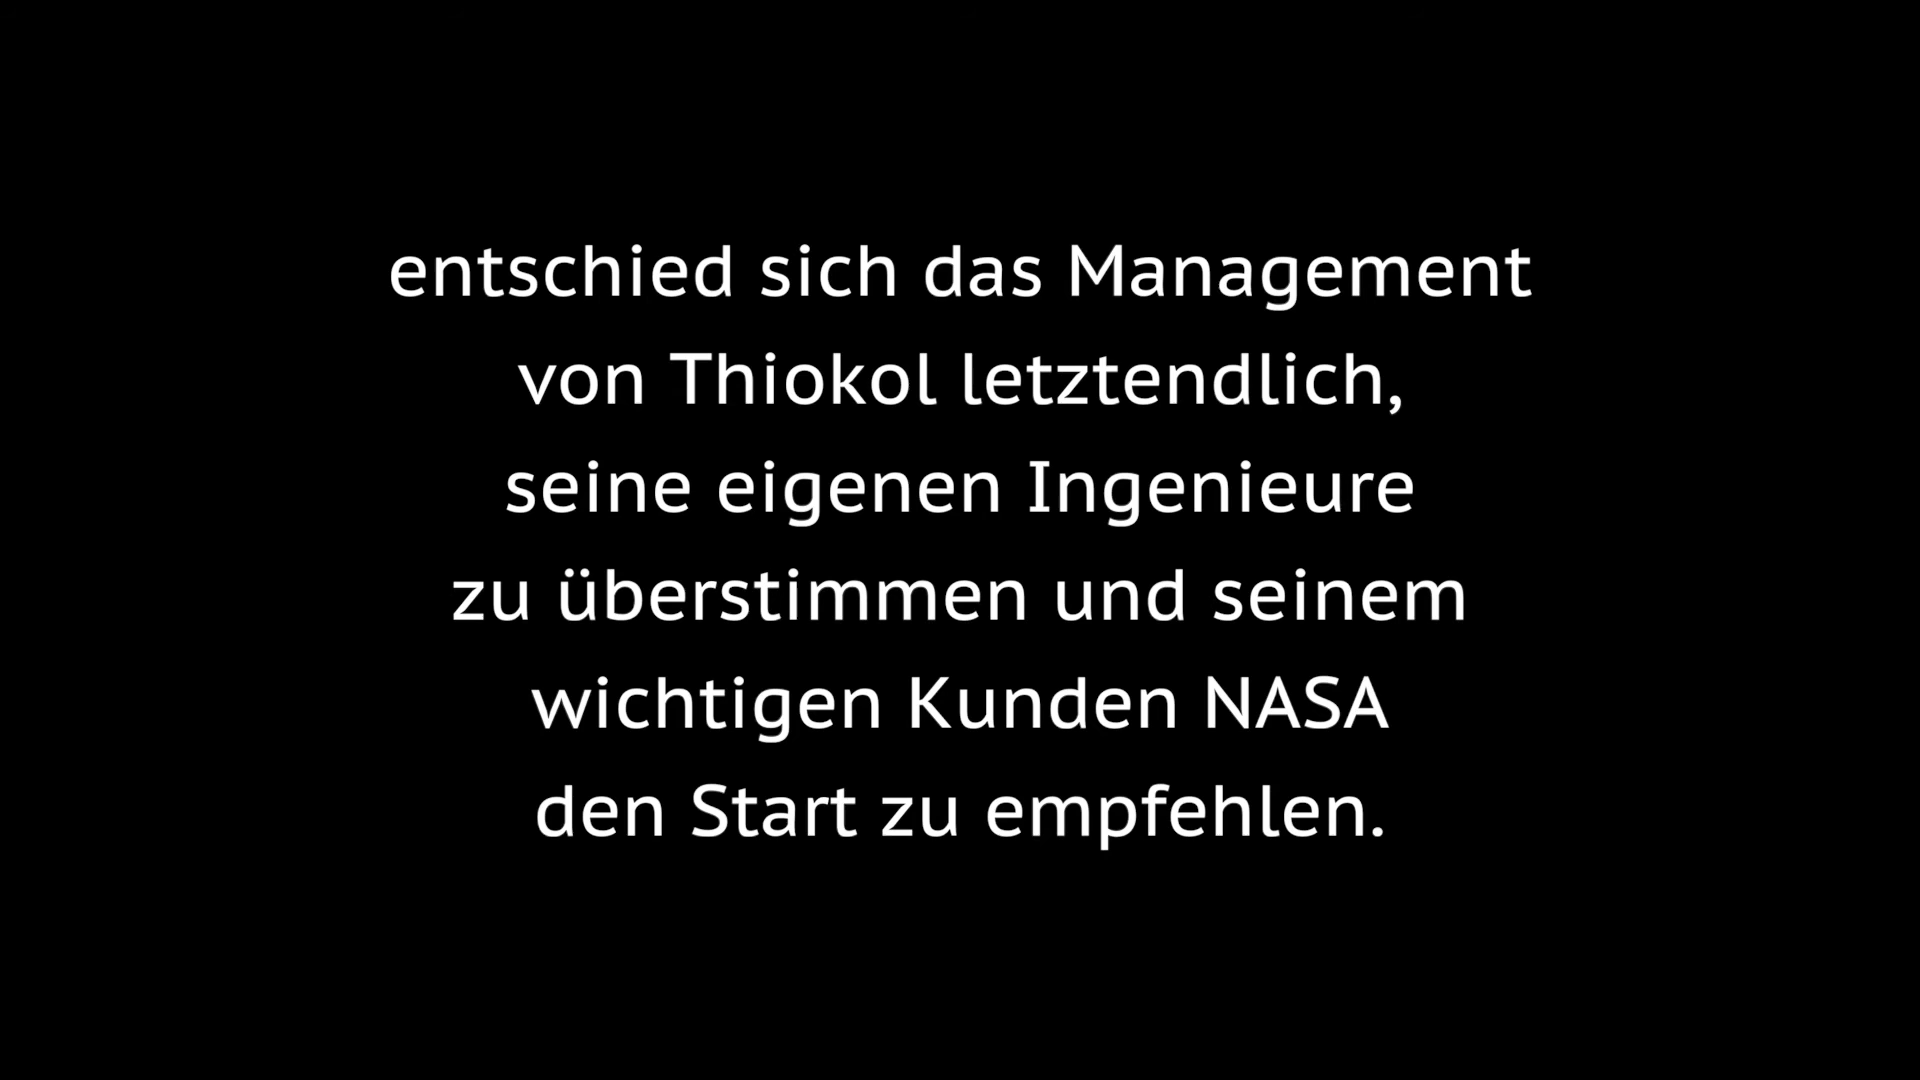 entschied sich das Management
von Thiokol letztendlich,
seine eigenen Ingenieure
zu überstimmen und seinem
wichtigen Kunden NASA
den Start zu empfehlen.